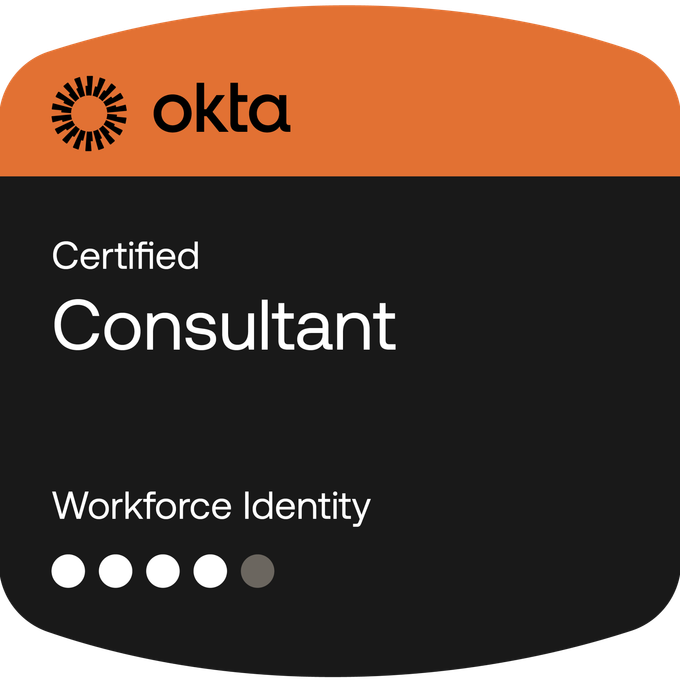 okta
Certified
Consultant
Workforce Identity